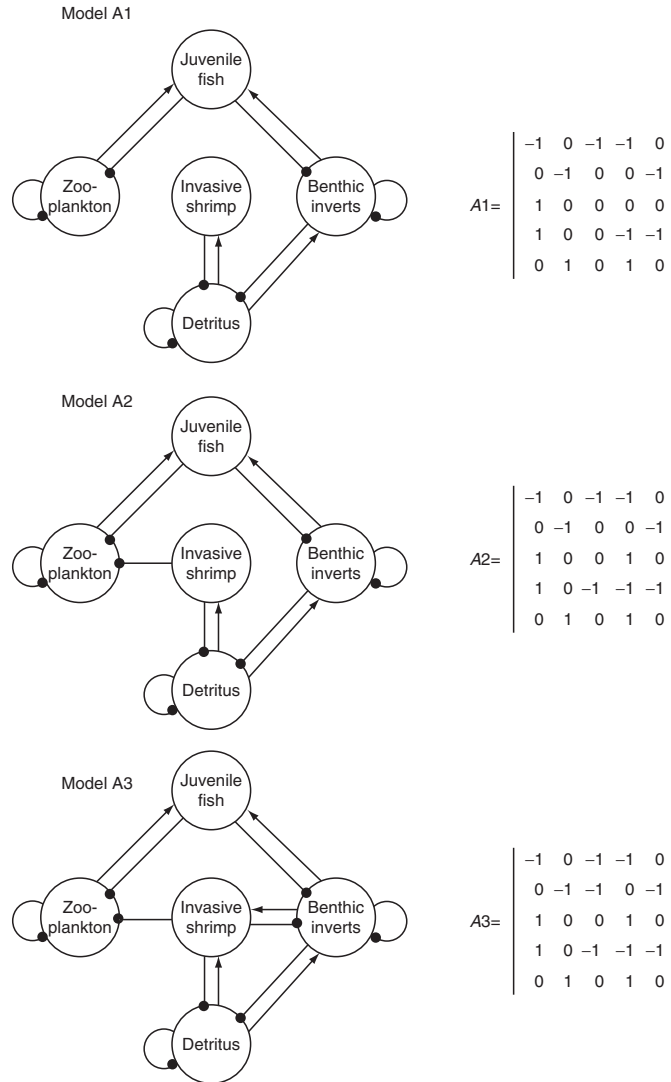 Model A1
Juvenile
fish
Zoo-
plankton
Invasive
shrimp
Benthic
inverts
Detritus
A1=
−1 0 −1 −1 0
0 −1 0 0 −1
1 0 0 0 0
1 0 0 −1 −1
0 1 0 1 0
Model A2
Juvenile
fish
Zoo-
plankton
Invasive
shrimp
Benthic
inverts
Detritus
A2=
−1 0 −1 −1 0
0 −1 0 0 −1
1 0 0 1 0
1 0 −1 −1 −1
0 1 0 1 0
Model A3
Juvenile
fish
Zoo-
plankton
Invasive
shrimp
Benthic
inverts
Detritus
A3=
−1 0 −1 −1 0
0 −1 −1 0 −1
1 0 0 1 0
1 0 −1 −1 −1
0 1 0 1 0